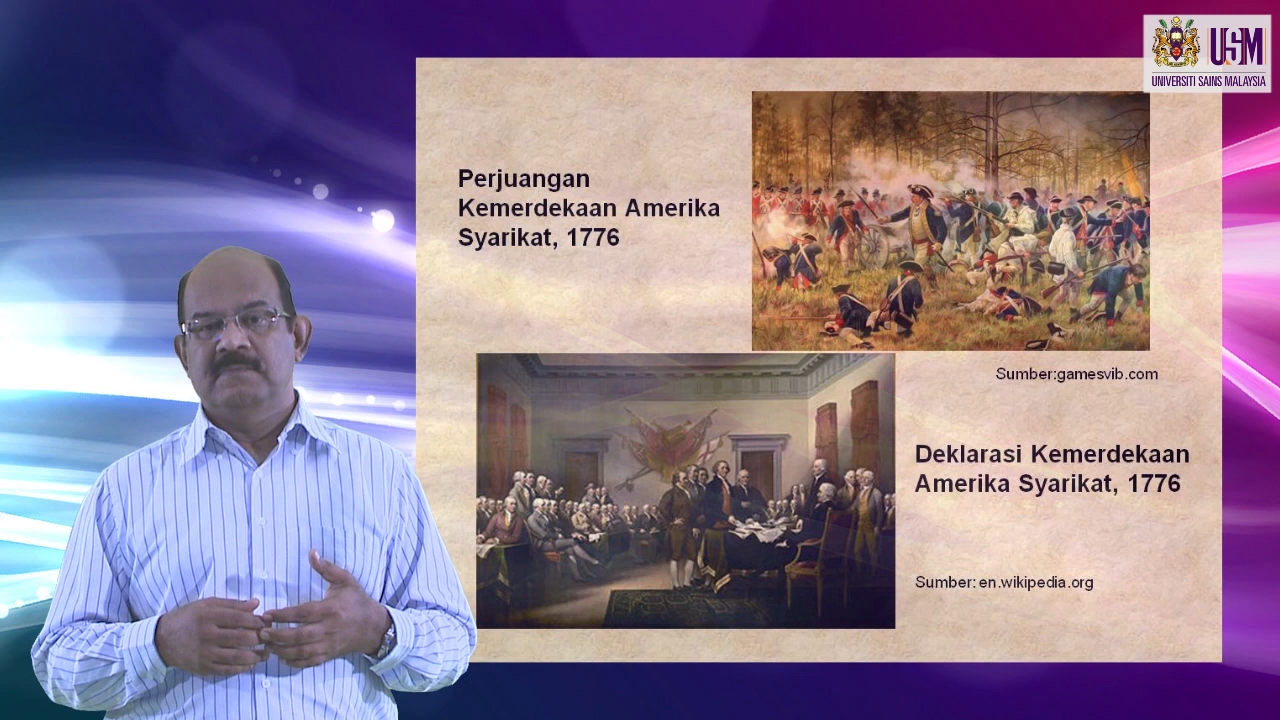 USM
UNIVERSITI SAINS MALAYSIA
Perjuangan
Kemerdekaan Amerika
Syarikat, 1776
Sumber:gamesvib.com
Deklarasi Kemerdekaan
Amerika Syarikat, 1776
Sumber: en.wikipedia.org